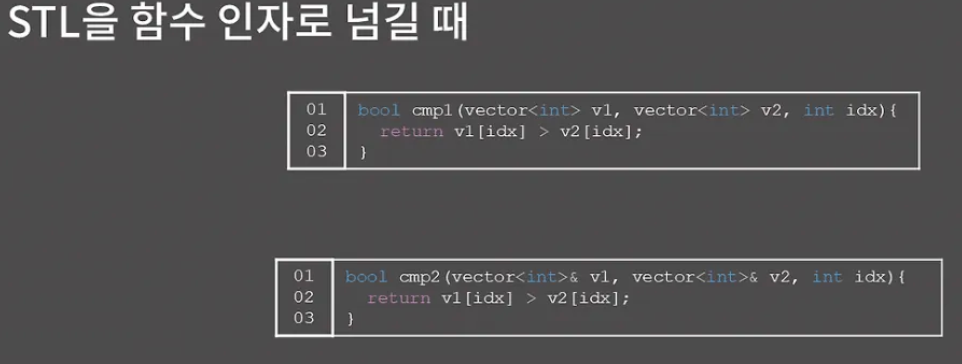 STL을 함수 인자로 넘길 때
01 bool cmp1(vector<int> v1, vector<int> v2, int idx){
02 return v1[idx] > v2[idx];
03 }
01 bool cmp2(vector<int>& v1, vector<int>& v2, int idx){
02 return v1[idx] > v2[idx];
03 }